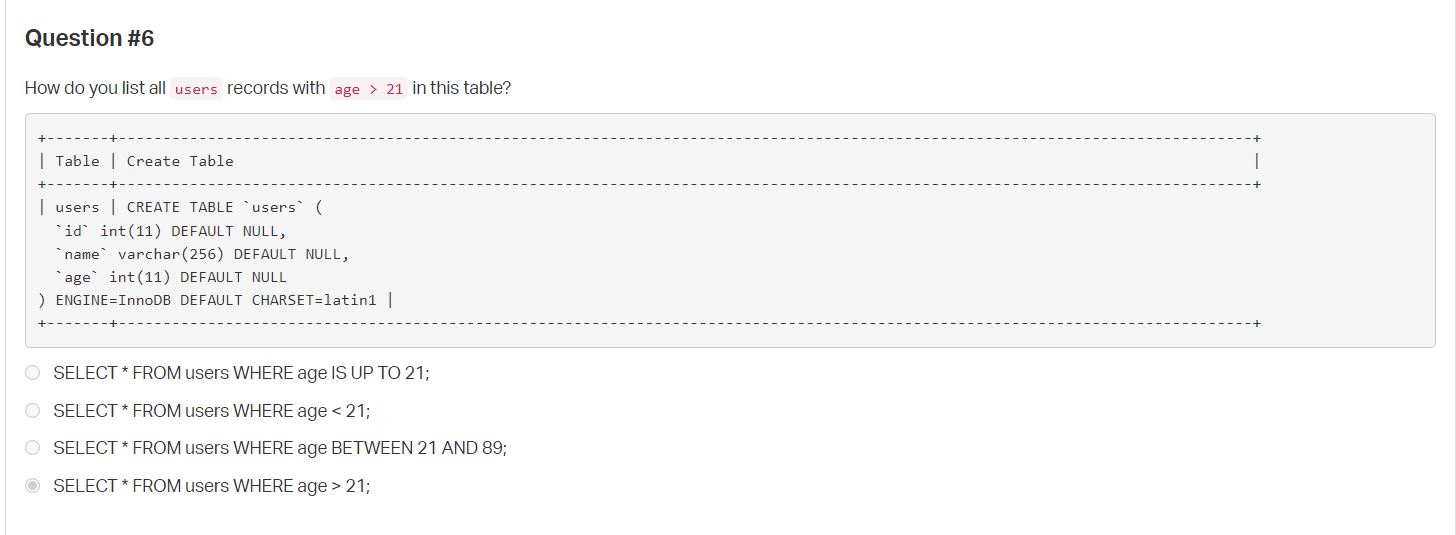 Question #6
How do you list all users records with age > 21 in this table?
+-------+--------------------------------------------------------------------------------------------------------------------------------+
| Table | Create Table                                                                                                                   |
+-------+--------------------------------------------------------------------------------------------------------------------------------+
| users | CREATE TABLE `users` (
  `id` int(11) DEFAULT NULL,
  `name` varchar(256) DEFAULT NULL,
  `age` int(11) DEFAULT NULL
) ENGINE=InnoDB DEFAULT CHARSET=latin1 |
+-------+--------------------------------------------------------------------------------------------------------------------------------+
SELECT * FROM users WHERE age IS UP TO 21;
SELECT * FROM users WHERE age < 21;
SELECT * FROM users WHERE age BETWEEN 21 AND 89;
SELECT * FROM users WHERE age > 21;